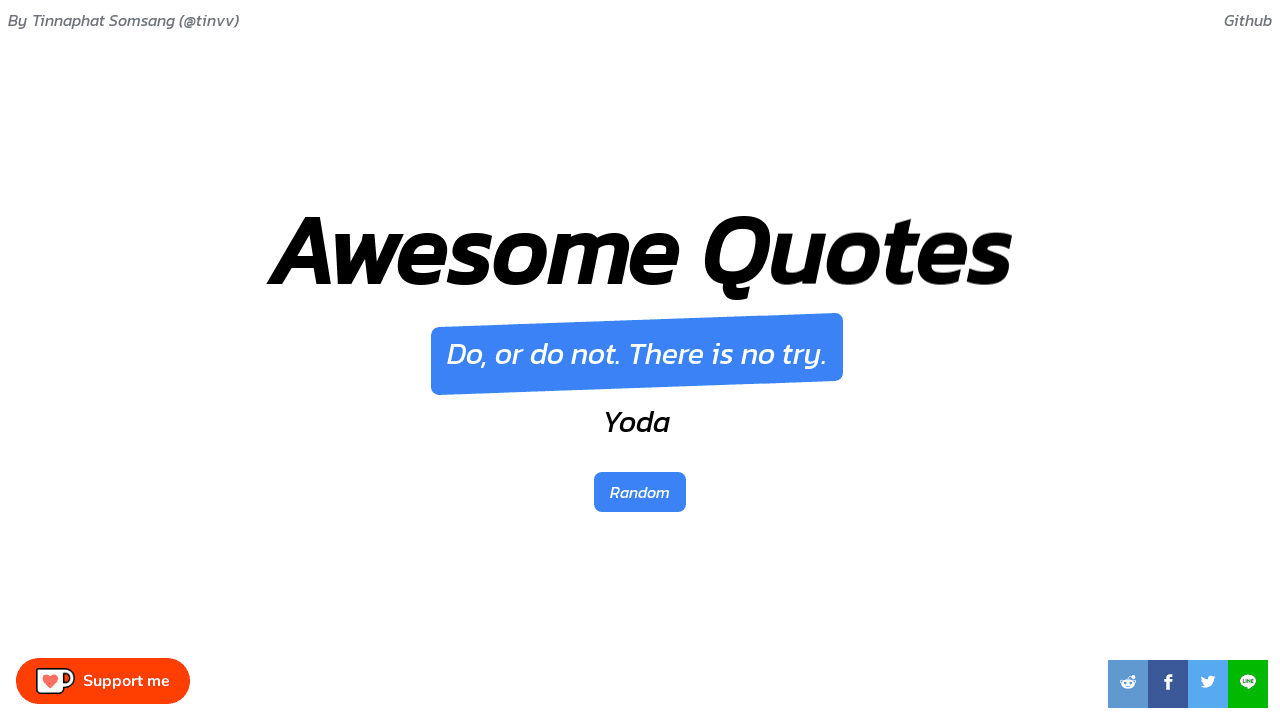 By Tinnaphat Somsang (@tinvv)
Github
Awesome Quotes
Do, or do not. There is no try.
Yoda
Random
Support me
LINE